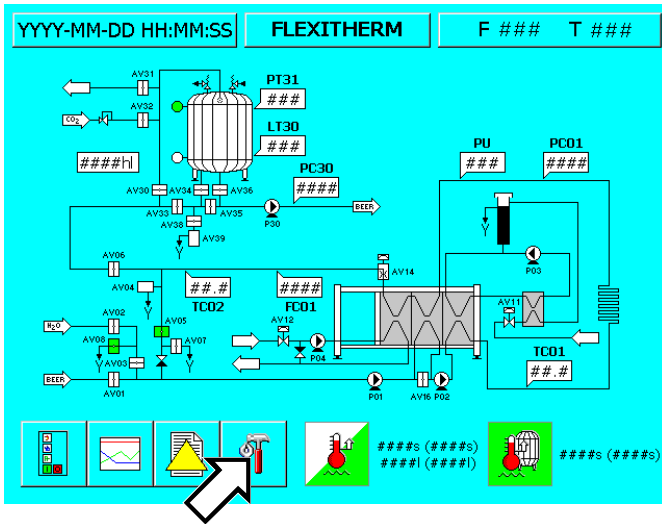 YYYY-MM-DD HH:MM:SS FLEXITHERM F ### T ###
AV31
PT31
###
AV32
CO2
LT30
###
####hl
PU
###
PC01
####
PC30
####
AV30 AV34 AV36
AV33 AV35
P30
BEER
AV38
AV39
AV06
P03
AV14
AV04
##.#
TC02
####
FC01
AV11
AV02
AV05
AV12
H2O
AV08
AV07
P04
TC01
##.#
AV03
BEER
AV01
P01
AV16 P02
####s (####s)
####l (####l)
####s (####s)